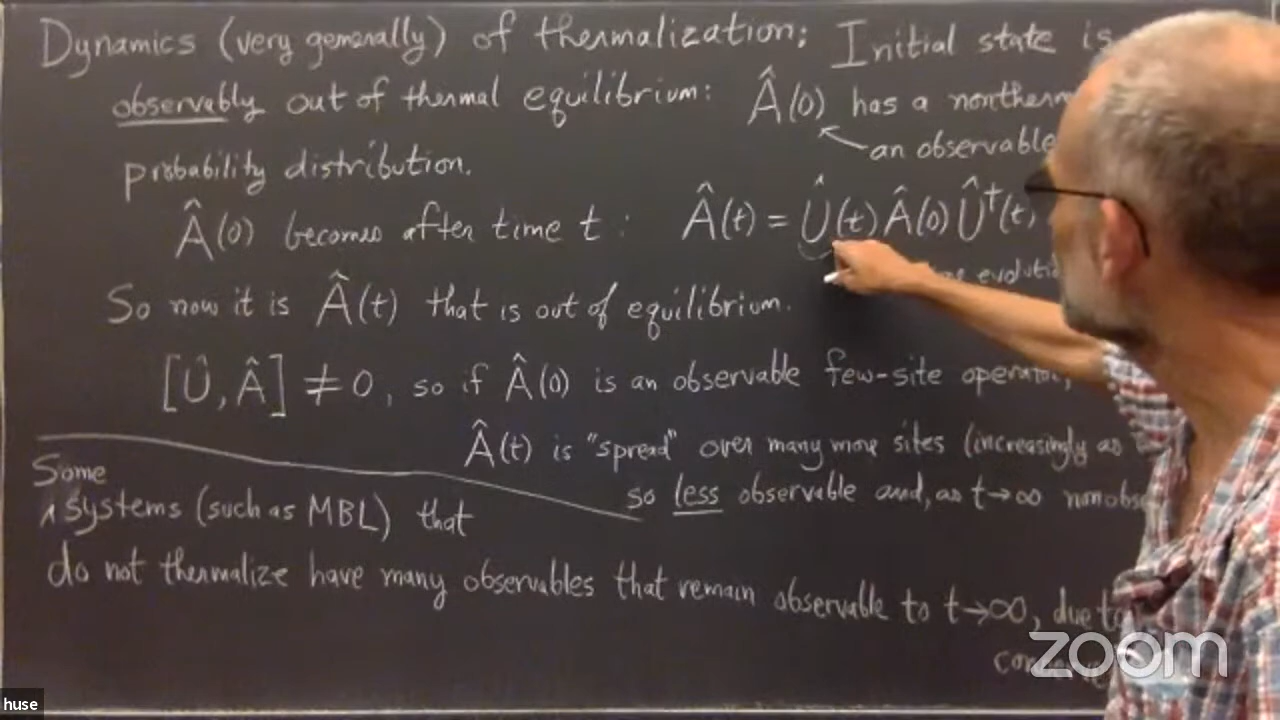 Dynamics (very generally) of thermalization: Initial state is
observably out of thermal equilibrium: Â(0) has a
an observable
probability distribution.
Â(0) becomes after time t: Â(t) = Û(t) Â(0) Û†(t)
So now it is Â(t) that is out of equilibrium.
[Û, Â] ≠ 0, so if Â(0) is an observable few-site operator,
Â(t) is "spread" over many more sites (increasingly as
so less observable and, as t→∞
Some
systems (such as MBL) that
do not thermalize have many observables that remain observable to t→∞, due to
zoom
huse